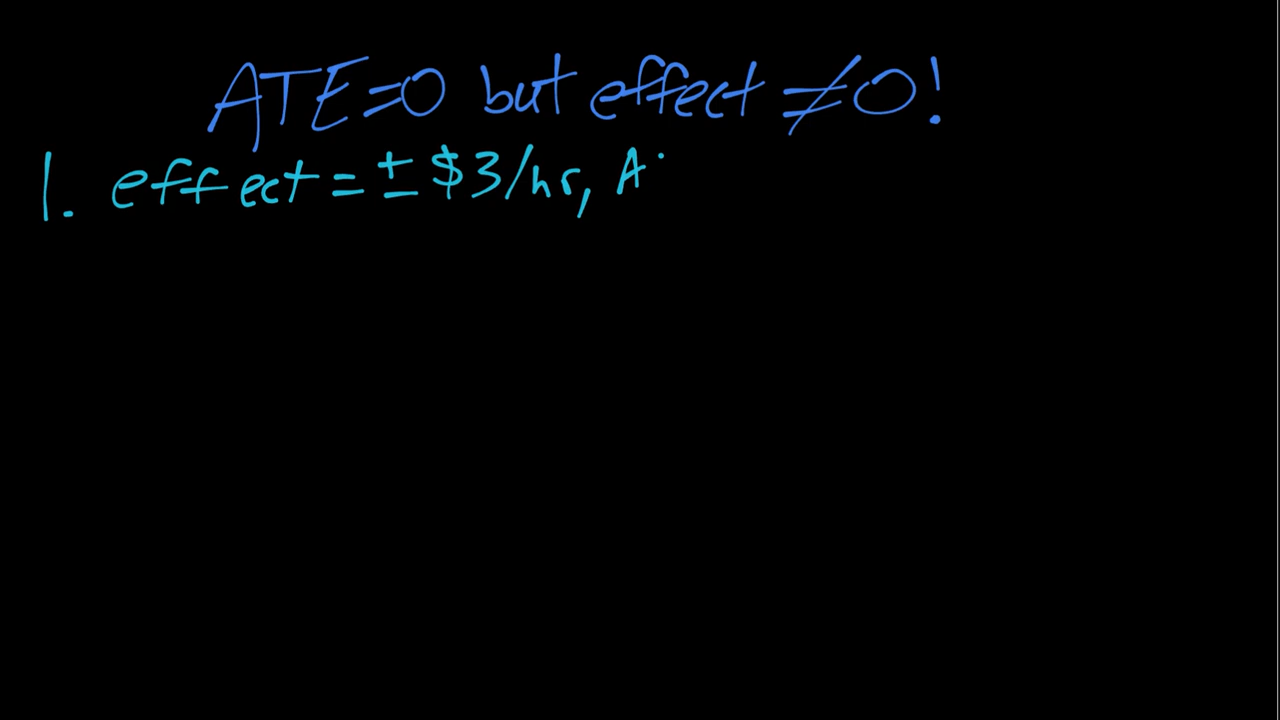 ATE=0 but effect ≠0!
1. effect = ± $3/hr, A